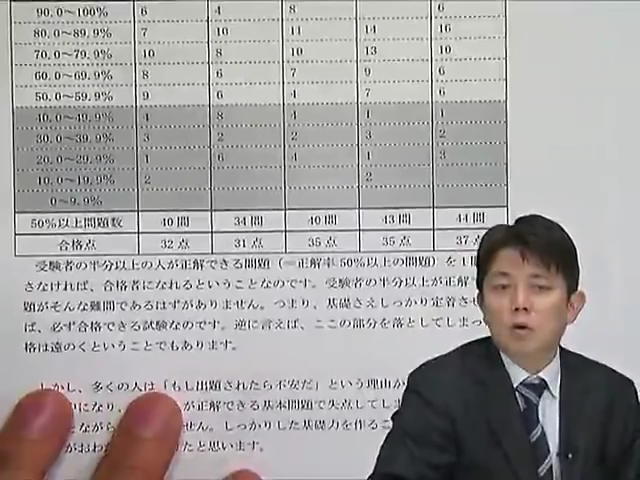 90.0～100% 6 4 8 6
80.0～89.9% 7 10 11 14 16
70.0～79.9% 10 8 10 13 10
60.0～69.9% 8 6 7 9 6
50.0～59.9% 9 6 4 7 6
40.0～49.9% 4 8 4 1 1
30.0～39.9% 3 2 2 3 2
20.0～29.9% 1 6 4 1 3
10.0～19.9% 2 2
0～9.9%
50%以上問題数 40問 34問 40問 43問 44問
合格点 32点 31点 35点 35点 37点
受験者の半分以上の人が正解できる問題（＝正解率50%以上の問題）を1
さなければ、合格者になれるということなのです。受験者の半分以上が正解
題がそんな難問であるはずがありません。つまり、基礎さえしっかり定着させ
ば、必ず合格できる試験なのです。逆に言えば、ここの部分を落としてしまっ
格は遠のくということでもあります。
しかし、多くの人は「もし出題されたら不安だ」という理由か
になり、 が正解できる基本問題で失点してしま
せん。しっかりした基礎力を作るこ
たと思います。